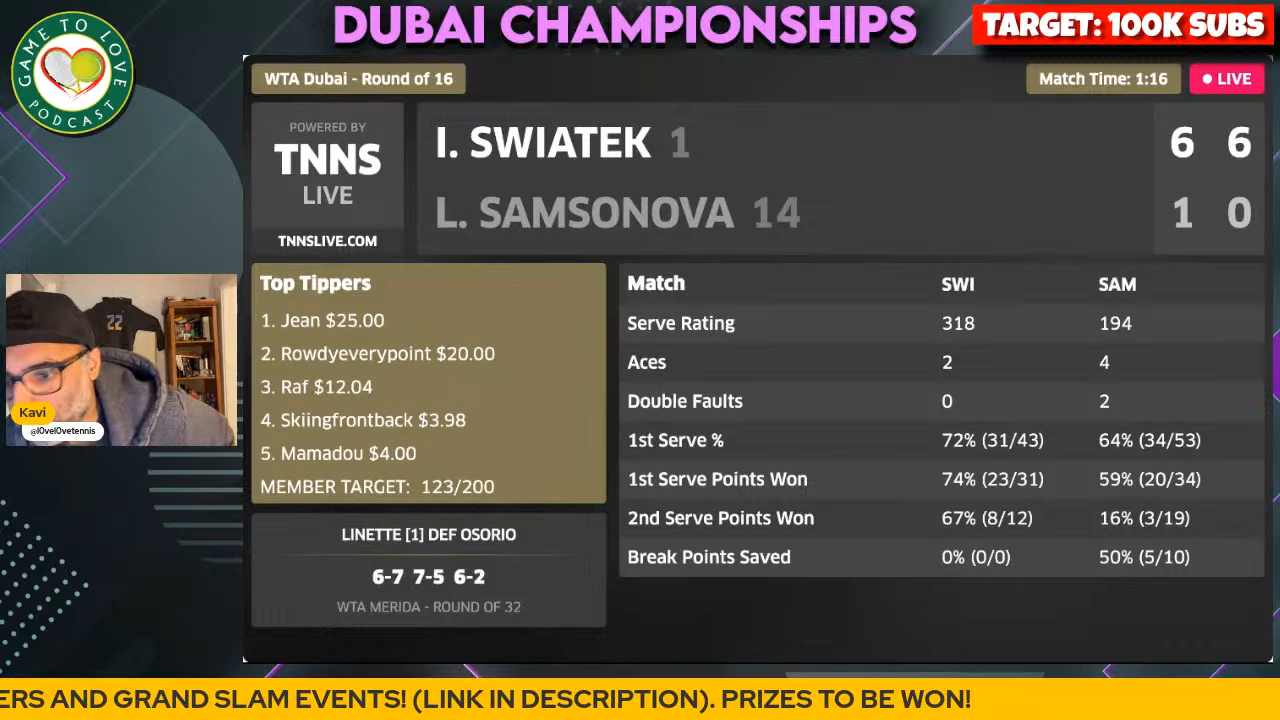 GAME TO LOVE
PODCAST
DUBAI CHAMPIONSHIPS
TARGET: 100K SUBS
WTA Dubai - Round of 16
Match Time: 1:16
LIVE
POWERED BY
TNNS
LIVE
TNNSLIVE.COM
I. SWIATEK 1 6 6
L. SAMSONOVA 14 1 0
22
Kavi
@l0vel0vetennis
Top Tippers
1. Jean $25.00
2. Rowdyeverypoint $20.00
3. Raf $12.04
4. Skiingfrontback $3.98
5. Mamadou $4.00
MEMBER TARGET: 123/200
LINETTE [1] DEF OSORIO
6-7 7-5 6-2
WTA MERIDA - ROUND OF 32
Match SWI SAM
Serve Rating 318 194
Aces 2 4
Double Faults 0 2
1st Serve % 72% (31/43) 64% (34/53)
1st Serve Points Won 74% (23/31) 59% (20/34)
2nd Serve Points Won 67% (8/12) 16% (3/19)
Break Points Saved 0% (0/0) 50% (5/10)
ERS AND GRAND SLAM EVENTS! (LINK IN DESCRIPTION). PRIZES TO BE WON!